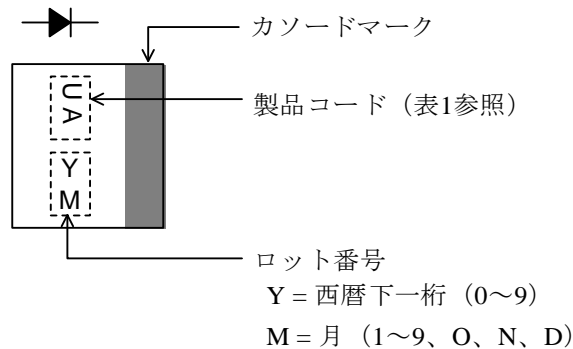 カソードマーク
UA
製品コード（表1参照）
Y
M
ロット番号
Y = 西暦下一桁（0～9）
M = 月（1～9、O、N、D）